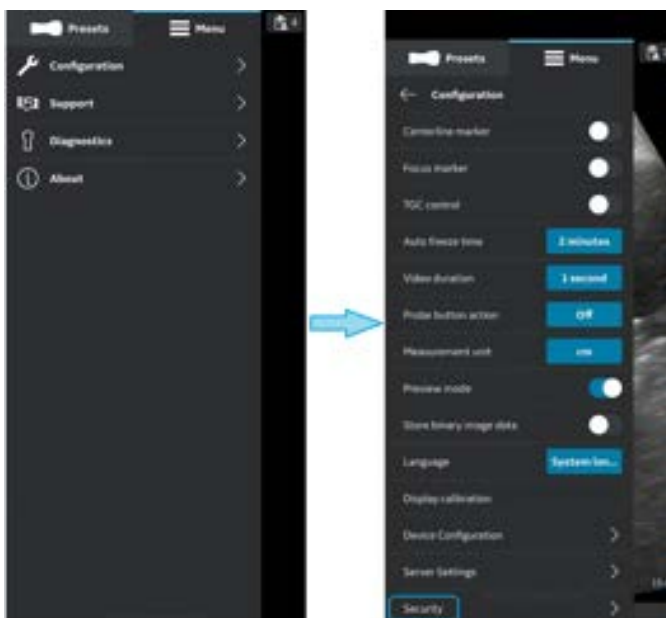 Presets Menu
Configuration
Support
Diagnostics
About
Presets Menu
Configuration
Centerline marker
Focus marker
TGC control
Auto freeze time 2 minutes
Video duration 1 second
Probe button action Off
Measurement unit cm
Preview mode
Store binary image data
Language System lan...
Display calibration
Device Configuration
Server Settings
Security